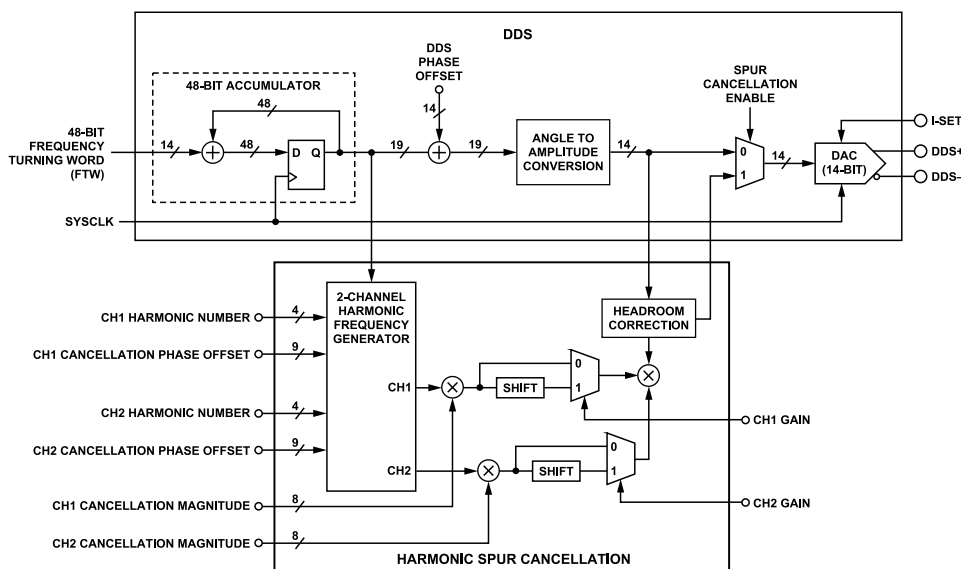 DDS
48-BIT ACCUMULATOR
DDS
PHASE
OFFSET
SPUR
CANCELLATION
ENABLE
48-BIT
FREQUENCY
TURNING WORD
(FTW)
14
48
48
D
Q
19
14
19
ANGLE TO
AMPLITUDE
CONVERSION
14
0
1
14
DAC
(14-BIT)
I-SET
DDS+
DDS–
SYSCLK
2-CHANNEL
HARMONIC
FREQUENCY
GENERATOR
CH1
CH2
HEADROOM
CORRECTION
CH1 HARMONIC NUMBER
4
CH1 CANCELLATION PHASE OFFSET
9
CH2 HARMONIC NUMBER
4
CH2 CANCELLATION PHASE OFFSET
9
CH1 CANCELLATION MAGNITUDE
8
CH2 CANCELLATION MAGNITUDE
8
SHIFT
0
1
SHIFT
0
1
CH1 GAIN
CH2 GAIN
HARMONIC SPUR CANCELLATION